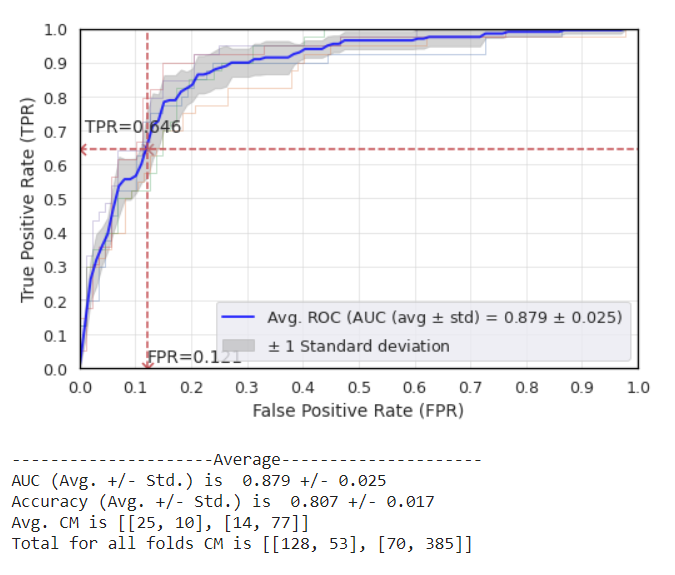 1.0
0.9
0.8
0.7
0.6
0.5
0.4
0.3
0.2
0.1
0.0
True Positive Rate (TPR)
TPR=0.646
FPR=0.121
Avg. ROC (AUC (avg ± std) = 0.879 ± 0.025)
± 1 Standard deviation
0.0 0.1 0.2 0.3 0.4 0.5 0.6 0.7 0.8 0.9 1.0
False Positive Rate (FPR)
---------------------Average---------------------
AUC (Avg. +/- Std.) is  0.879 +/- 0.025
Accuracy (Avg. +/- Std.) is  0.807 +/- 0.017
Avg. CM is [[25, 10], [14, 77]]
Total for all folds CM is [[128, 53], [70, 385]]